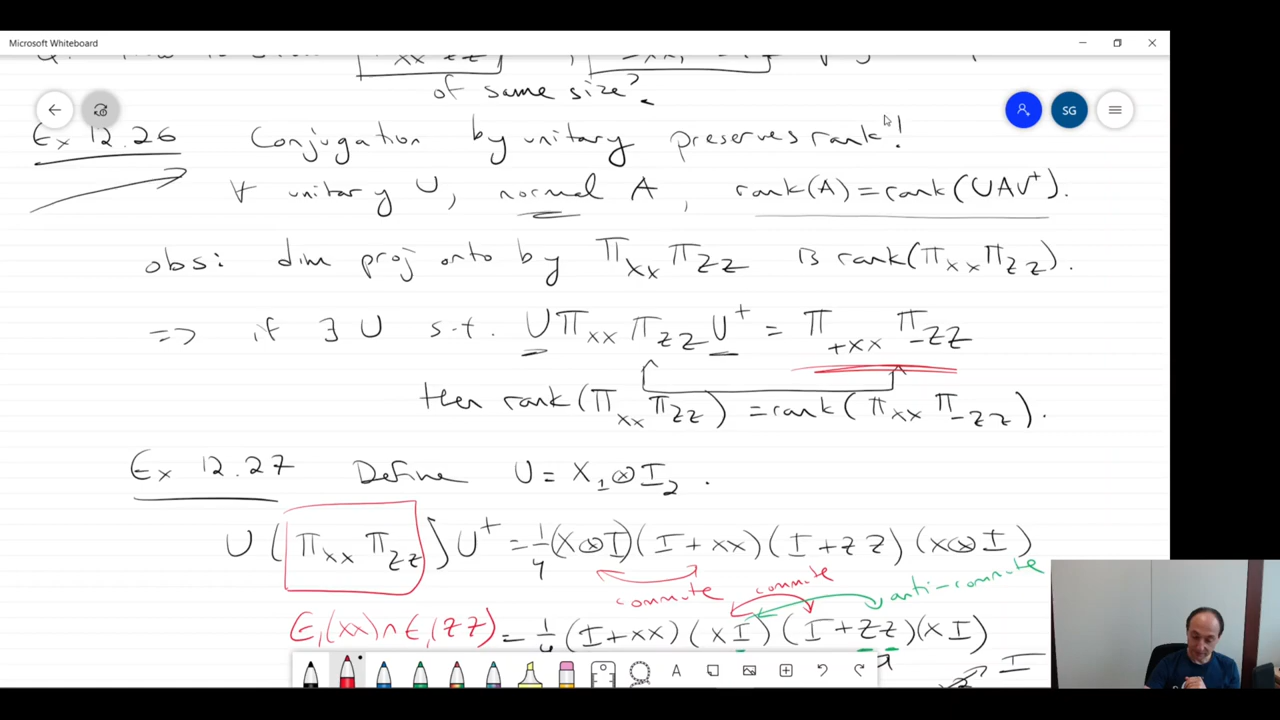 Microsoft Whiteboard
of same size?
SG
Ex 12.26 Conjugation by unitary preserves rank!
∀ unitary U, normal A, rank(A) = rank(UAU†).
obs: dim proj onto by Π_XX Π_ZZ is rank(Π_XX Π_ZZ).
=> if ∃ U s.t. U Π_XX Π_ZZ U† = Π_+XX Π_-ZZ
then rank(Π_XX Π_ZZ) = rank(Π_XX Π_-ZZ).
Ex 12.27 Define U = X_1 ⊗ I_2.
U (Π_XX Π_ZZ) U† = 1/4 (X⊗I)(I+XX)(I+ZZ)(X⊗I)
commute commute anti-commute
E_1(XX) ∩ E_1(ZZ) = 1/4 (I+XX)(XI)(I+ZZ)(XI)
I
A